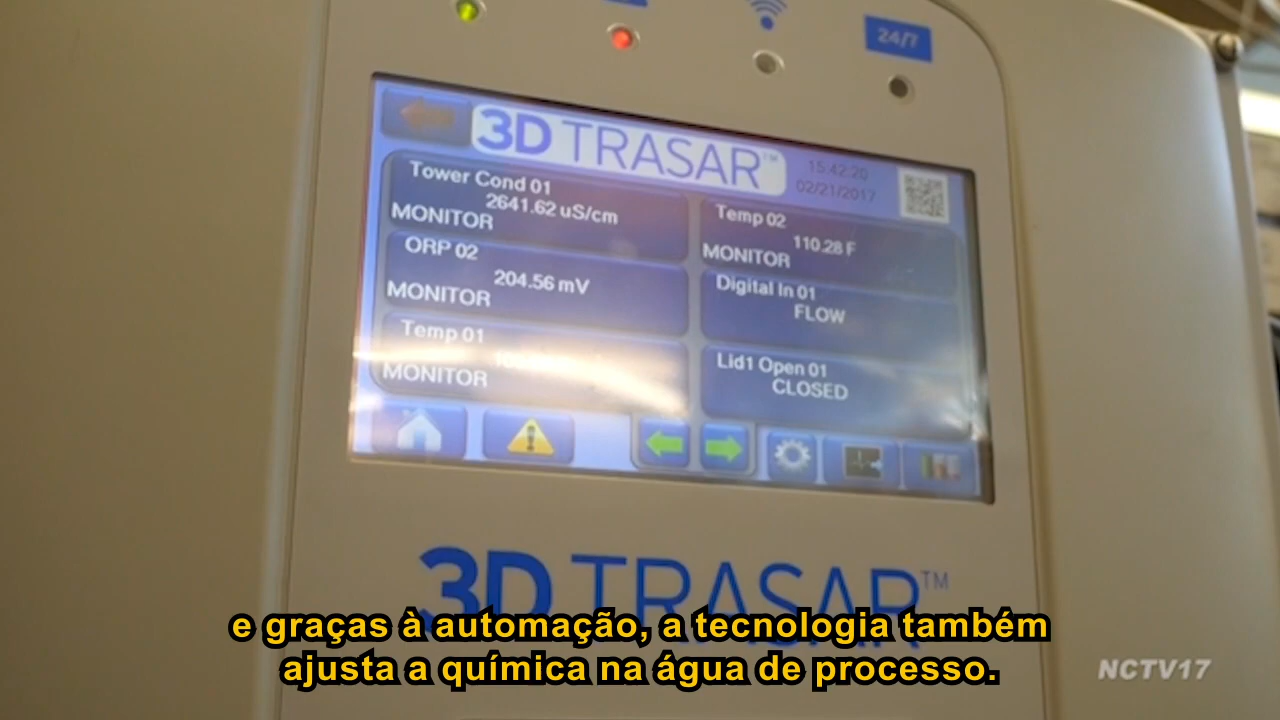 24/7
3D TRASAR™
15:42:20
02/21/2017
Tower Cond 01
2641.62 uS/cm
MONITOR
ORP 02
204.56 mV
MONITOR
Temp 01
MONITOR
Temp 02
110.28 F
MONITOR
Digital In 01
FLOW
Lid1 Open 01
CLOSED
3D TRASAR™
e graças à automação, a tecnologia também
ajusta a química na água de processo.
NCTV17